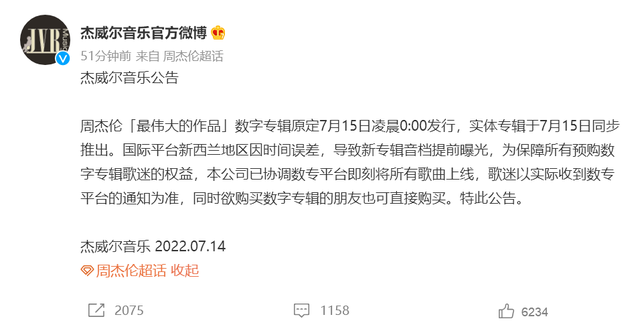 JVR Music
杰威尔音乐官方微博
51分钟前 来自 周杰伦超话
杰威尔音乐公告
周杰伦「最伟大的作品」数字专辑原定7月15日凌晨0:00发行，实体专辑于7月15日同步
推出。国际平台新西兰地区因时间误差，导致新专辑音档提前曝光，为保障所有预购数
字专辑歌迷的权益，本公司已协调数专平台即刻将所有歌曲上线，歌迷以实际收到数专
平台的通知为准，同时欲购买数字专辑的朋友也可直接购买。特此公告。
杰威尔音乐 2022.07.14
周杰伦超话 收起
2075 1158 6234